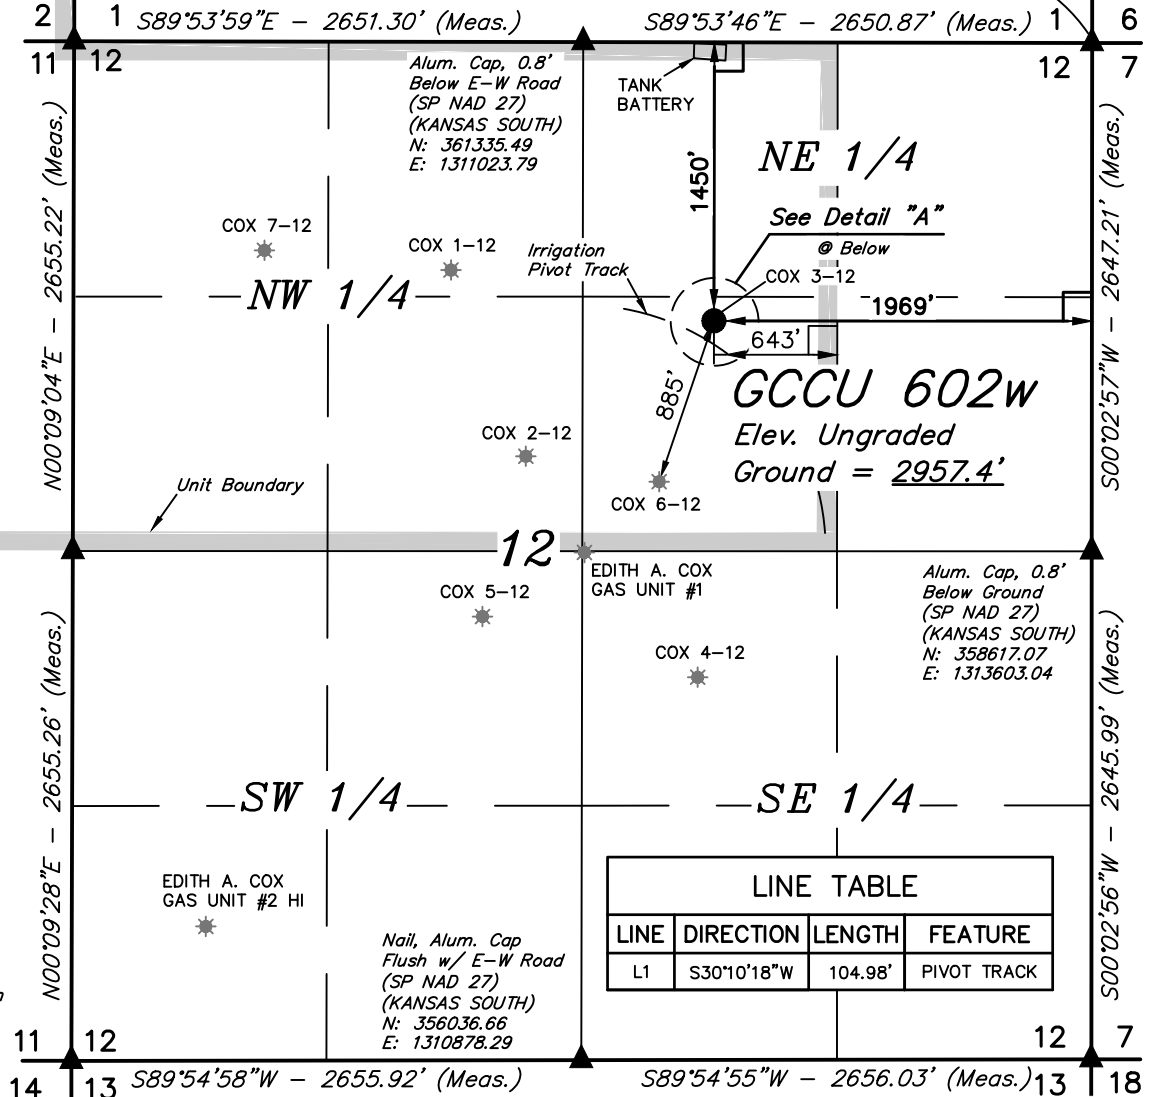 2 1 S89°53'59"E - 2651.30' (Meas.) S89°53'46"E - 2650.87' (Meas.) 1 6
11 12 12 7
Alum. Cap, 0.8'
Below E-W Road
(SP NAD 27)
(KANSAS SOUTH)
N: 361335.49
E: 1311023.79
TANK
BATTERY
1450'
NE 1/4
See Detail "A"
@ Below
COX 3-12
N00°09'04"E - 2655.22' (Meas.)
S00°02'57"W - 2647.21' (Meas.)
COX 7-12
COX 1-12
Irrigation
Pivot Track
NW 1/4
1969'
643'
885'
GCCU 602w
Elev. Ungraded
Ground = 2957.4'
COX 2-12
COX 6-12
Unit Boundary
12
EDITH A. COX
GAS UNIT #1
COX 5-12
COX 4-12
Alum. Cap, 0.8'
Below Ground
(SP NAD 27)
(KANSAS SOUTH)
N: 358617.07
E: 1313603.04
N00°09'28"E - 2655.26' (Meas.)
S00°02'56"W - 2645.99' (Meas.)
SW 1/4
SE 1/4
EDITH A. COX
GAS UNIT #2 HI
LINE TABLE
LINE DIRECTION LENGTH FEATURE
L1 S30°10'18"W 104.98' PIVOT TRACK
Nail, Alum. Cap
Flush w/ E-W Road
(SP NAD 27)
(KANSAS SOUTH)
N: 356036.66
E: 1310878.29
11 12 12 7
14 13 S89°54'58"W - 2655.92' (Meas.) S89°54'55"W - 2656.03' (Meas.) 13 18